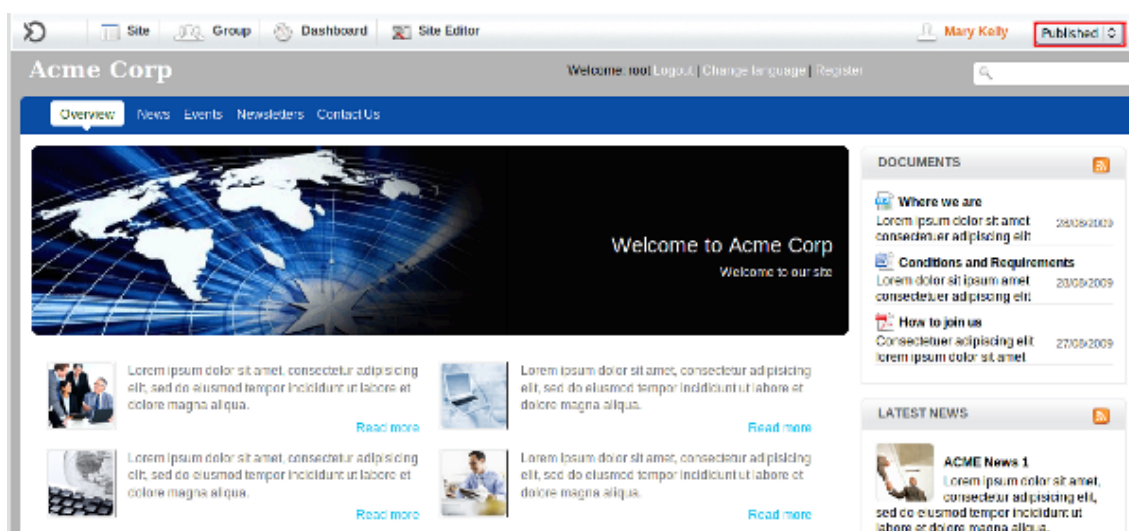 Site Group Dashboard Site Editor Mary Kelly Published
Acme Corp Welcome: root Logout | Change language | Register
Overview News Events Newsletters Contact Us
Welcome to Acme Corp
Welcome to our site
Lorem ipsum dolor sit amet, consectetur adipisicing
elit, sed do eiusmod tempor incididunt ut labore et
dolore magna aliqua.
Read more
Lorem ipsum dolor sit amet, consectetur adipisicing
elit, sed do eiusmod tempor incididunt ut labore et
dolore magna aliqua.
Read more
Lorem ipsum dolor sit amet, consectetur adipisicing
elit, sed do eiusmod tempor incididunt ut labore et
dolore magna aliqua.
Read more
Lorem ipsum dolor sit amet, consectetur adipisicing
elit, sed do eiusmod tempor incididunt ut labore et
dolore magna aliqua.
Read more
DOCUMENTS
Where we are
Lorem ipsum dolor sit amet 28/08/2009
consectetuer adipiscing elit
Conditions and Requirements
Lorem dolor sit ipsum amet 28/08/2009
consectetuer adipiscing elit
How to join us
Consectetuer acipiscing elit 27/08/2009
lorem ipsum dolor sit amet
LATEST NEWS
ACME News 1
Lorem ipsum dolor sit amet,
consectetur adipisicing elit,
sed do eiusmod tempor incididunt ut
labore et dolore magna aliqua.